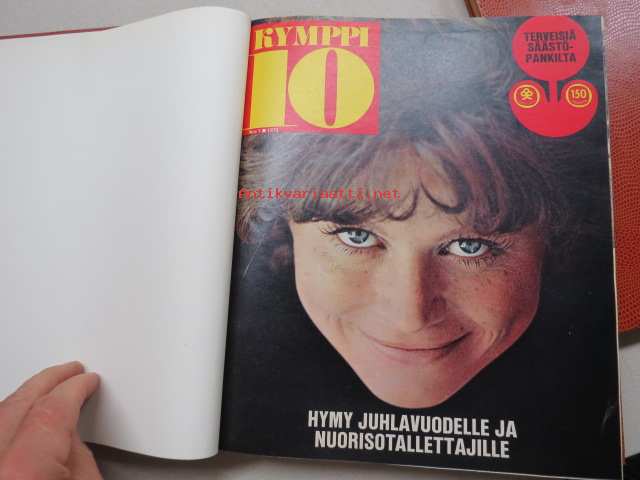 KYMPPI
10
TERVEISIÄ
SÄÄSTÖ-
PANKILTA
150
Antikvariaatti.net
HYMY JUHLAVUODELLE JA
NUORISOTALLETTAJILLE